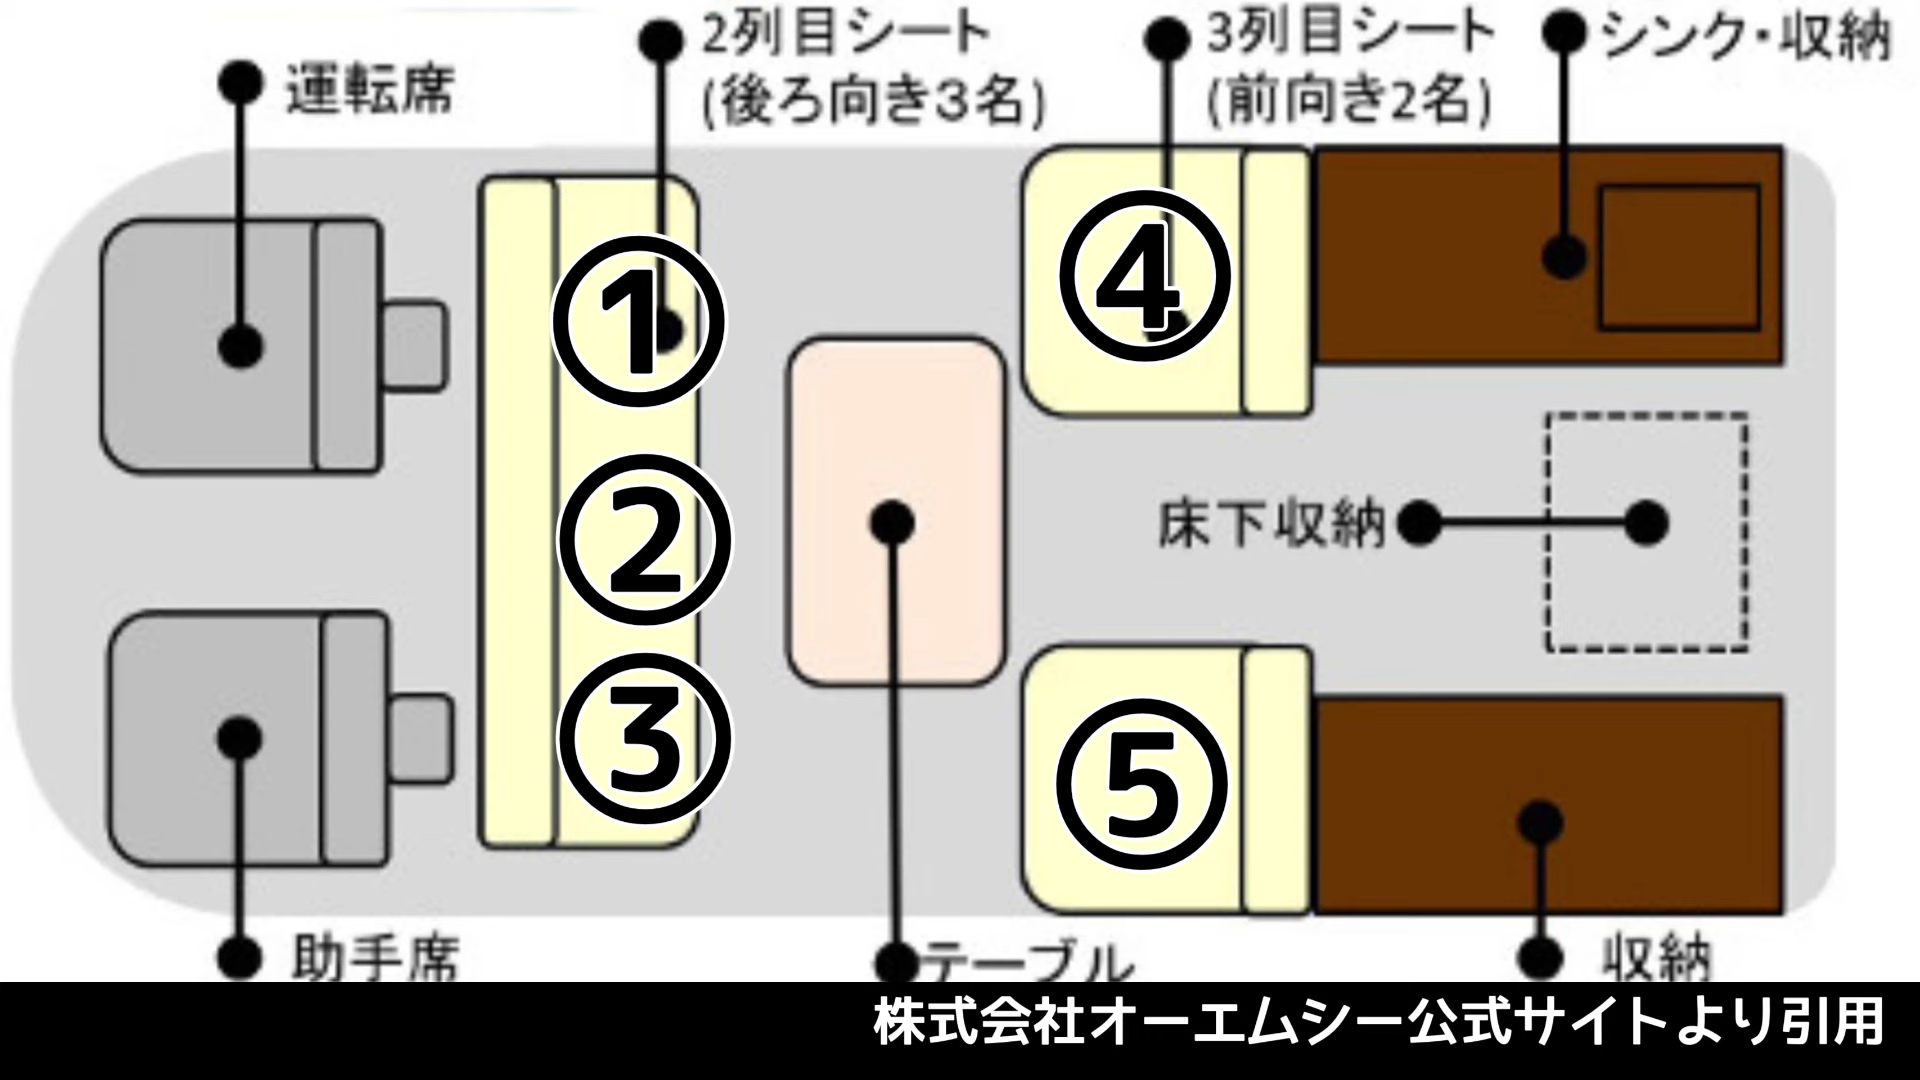 運転席
2列目シート
(後ろ向き3名)
3列目シート
(前向き2名)
シンク・収納
①
②
③
④
⑤
床下収納
助手席
テーブル
収納
株式会社オーエムシー公式サイトより引用